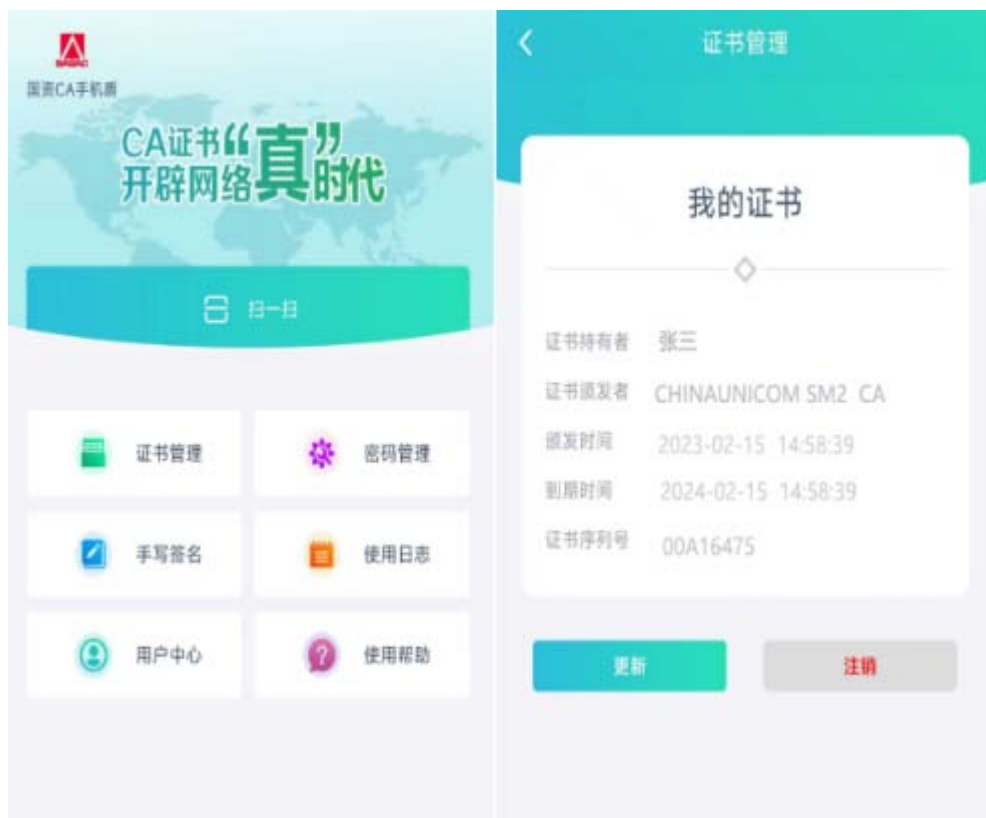 国资CA手机盾
CA证书“真”时代
开辟网络
扫一扫
证书管理
密码管理
手写签名
使用日志
用户中心
使用帮助
证书管理
我的证书
证书持有者 张三
证书颁发者 CHINAUNICOM SM2 CA
颁发时间 2023-02-15 14:58:39
到期时间 2024-02-15 14:58:39
证书序列号 00A16475
更新
注销